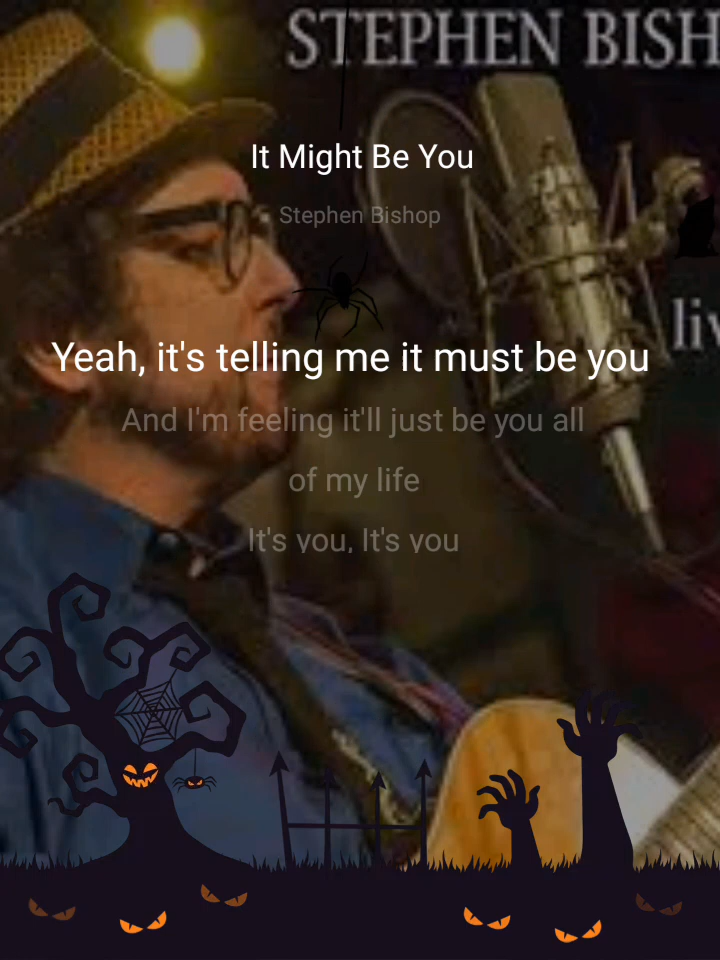 STEPHEN BISH
It Might Be You
Stephen Bishop
liv
Yeah, it's telling me it must be you
And I'm feeling it'll just be you all
of my life
It's you, It's you